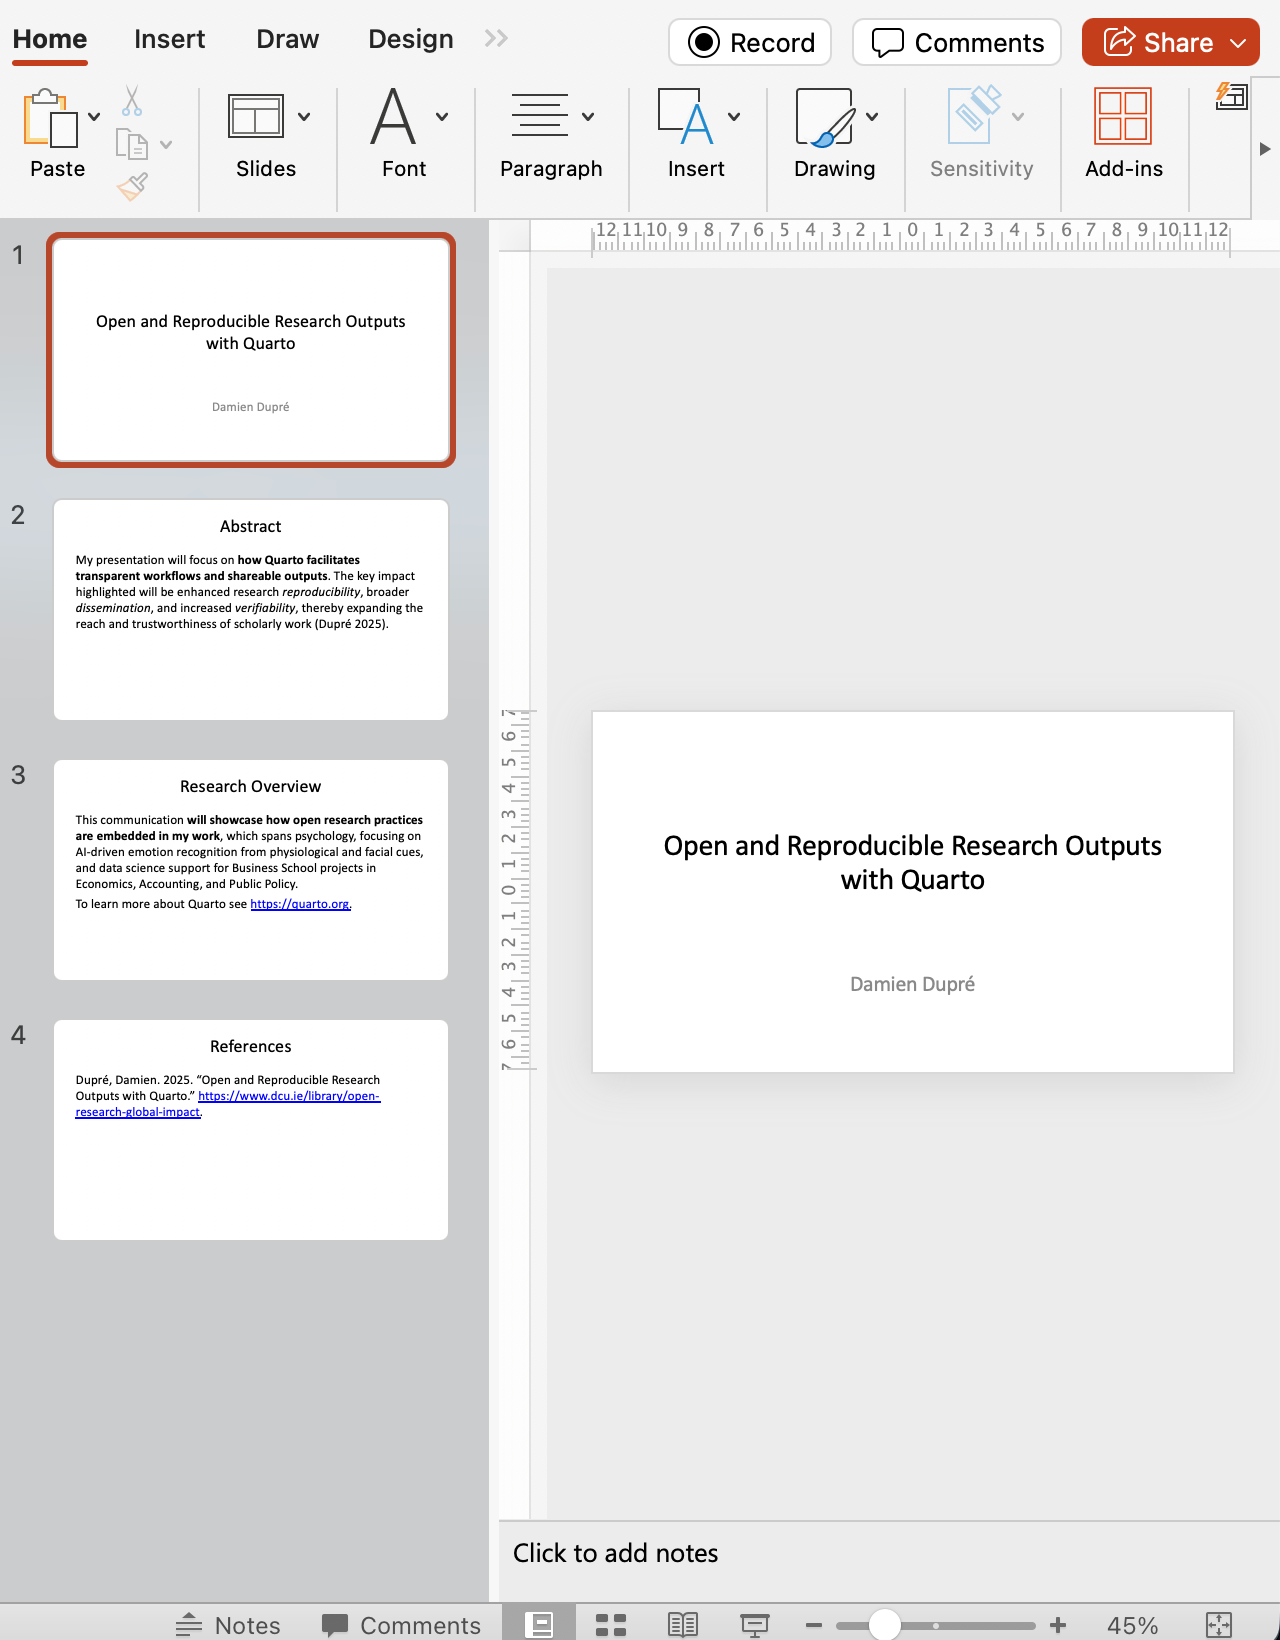 Home Insert Draw Design
Record Comments Share
Paste Slides Font Paragraph Insert Drawing Sensitivity Add-ins
12 11 10 9 8 7 6 5 4 3 2 1 0 1 2 3 4 5 6 7 8 9 10 11 12
1
Open and Reproducible Research Outputs
with Quarto
Damien Dupré
2
Abstract
My presentation will focus on how Quarto facilitates
transparent workflows and shareable outputs. The key impact
highlighted will be enhanced research reproducibility, broader
dissemination, and increased verifiability, thereby expanding the
reach and trustworthiness of scholarly work (Dupré 2025).
3
Research Overview
This communication will showcase how open research practices
are embedded in my work, which spans psychology, focusing on
AI-driven emotion recognition from physiological and facial cues,
and data science support for Business School projects in
Economics, Accounting, and Public Policy.
To learn more about Quarto see https://quarto.org.
4
References
Dupré, Damien. 2025. “Open and Reproducible Research
Outputs with Quarto.” https://www.dcu.ie/library/open-
research-global-impact.
7 6 5 4 3 2 1 0 1 2 3 4 5 6 7
Open and Reproducible Research Outputs
with Quarto
Damien Dupré
Click to add notes
Notes Comments 45%